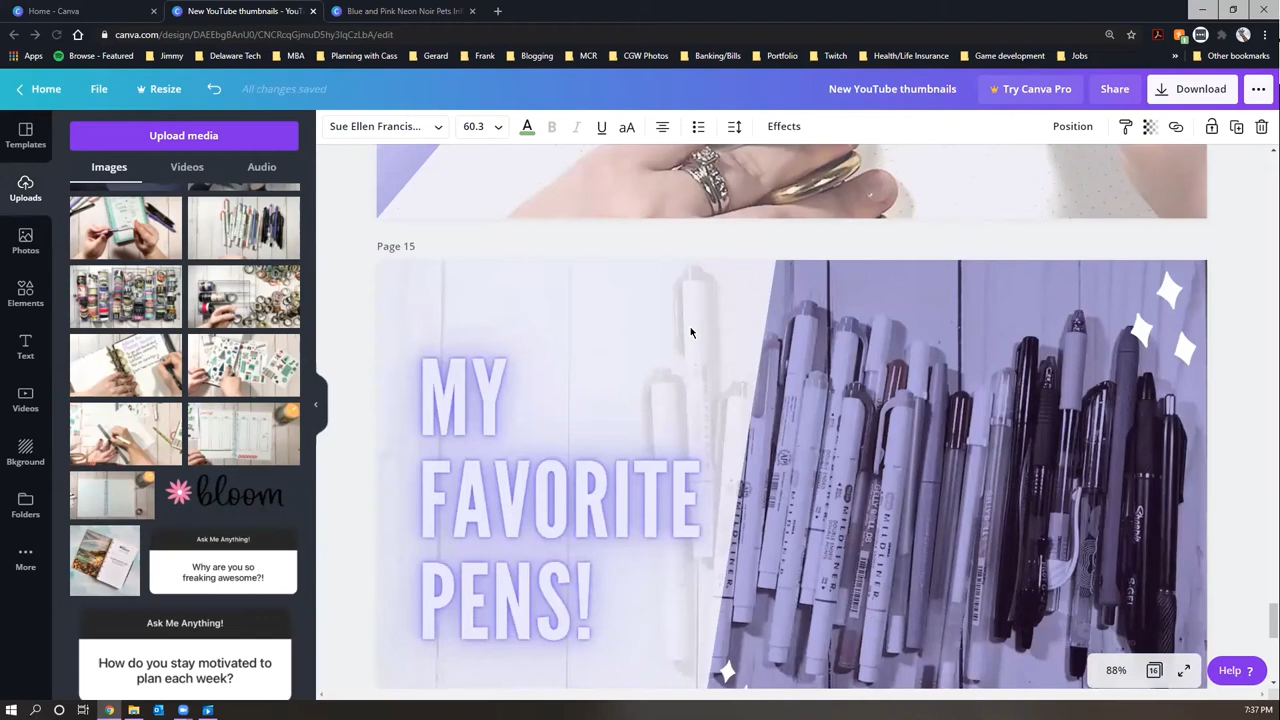 Home - Canva
New YouTube thumbnails - YouT
Blue and Pink Neon Noir Pets In
canva.com/design/DAEEbgBAnU0/CNCRcqGjmuD5hy3IqCzLbA/edit
Apps
Browse - Featured
Jimmy
Delaware Tech
MBA
Planning with Cass
Gerard
Frank
Blogging
MCR
CGW Photography
Banking/Bills
Portfolio
Twitch
Health/Life Insurance
Game development
Jobs
Other bookmarks
Home
File
Resize
All changes saved
New YouTube thumbnails
Try Canva Pro
Share
Download
Templates
Uploads
Photos
Elements
Text
Videos
Bkground
Folders
More
Upload media
Images
Videos
Audio
bloom
Ask Me Anything!
Why are you so
freaking awesome?!
Ask Me Anything!
How do you stay motivated to
plan each week?
Sue Ellen Francis...
60.3
Effects
Position
Page 15
MY
FAVORITE
PENS!
88%
16
Help ?
7:37 PM